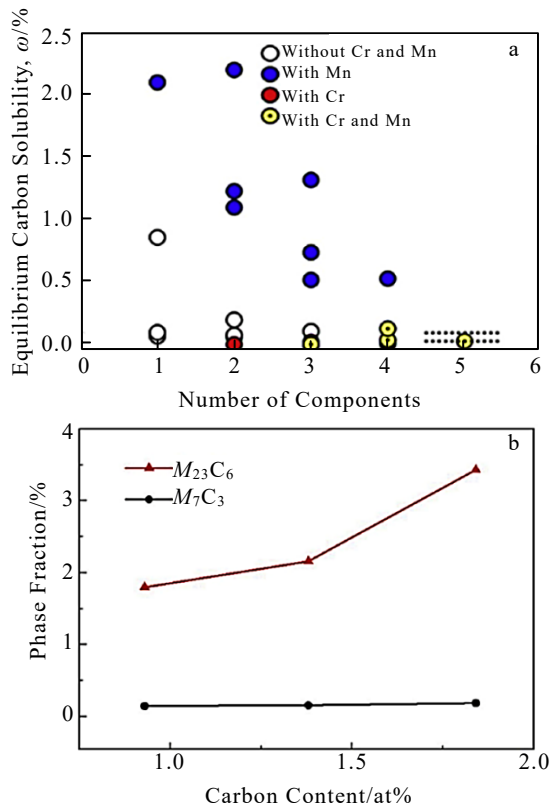 a
Equilibrium Carbon Solubility, ω/%
2.5
2.0
1.5
1.0
0.5
0.0
Without Cr and Mn
With Mn
With Cr
With Cr and Mn
0 1 2 3 4 5 6
Number of Components
b
Phase Fraction/%
4
3
2
1
0
M₂₃C₆
M₇C₃
1.0 1.5 2.0
Carbon Content/at%